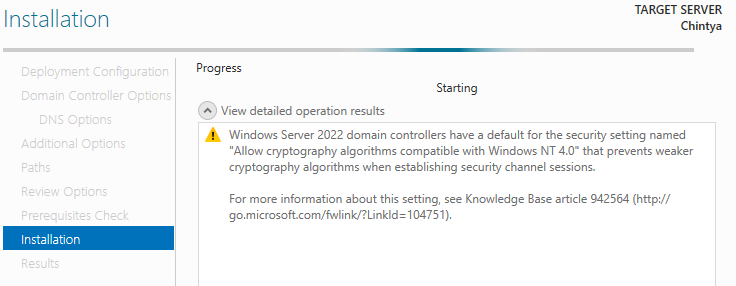 Installation
TARGET SERVER
Chintya
Deployment Configuration
Domain Controller Options
DNS Options
Additional Options
Paths
Review Options
Prerequisites Check
Installation
Results
Progress
Starting
View detailed operation results
Windows Server 2022 domain controllers have a default for the security setting named
"Allow cryptography algorithms compatible with Windows NT 4.0" that prevents weaker
cryptography algorithms when establishing security channel sessions.
For more information about this setting, see Knowledge Base article 942564 (http://
go.microsoft.com/fwlink/?LinkId=104751).